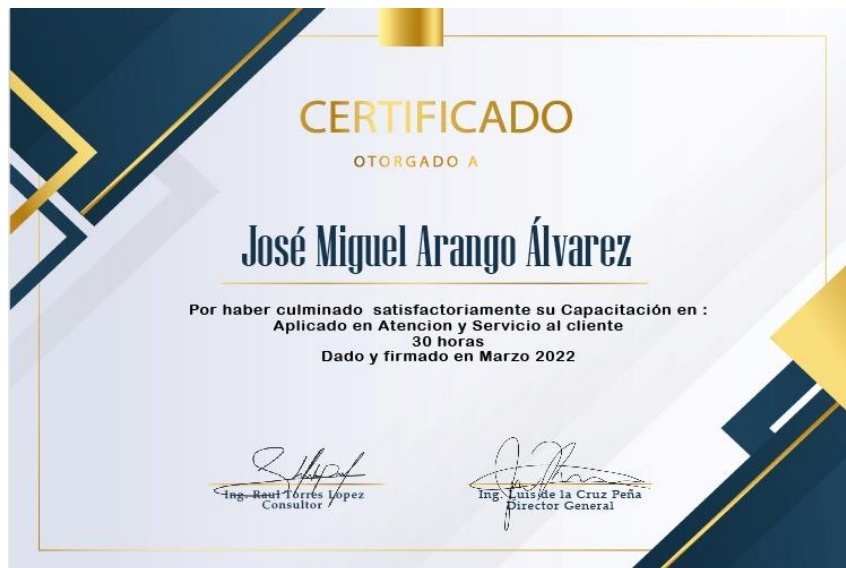 CERTIFICADO
OTORGADO A
José Miguel Arango Álvarez
Por haber culminado satisfactoriamente su Capacitación en :
Aplicado en Atencion y Servicio al cliente
30 horas
Dado y firmado en Marzo 2022
Ing. Raul Torres Lopez
Consultor
Ing. Luis de la Cruz Peña
Director General